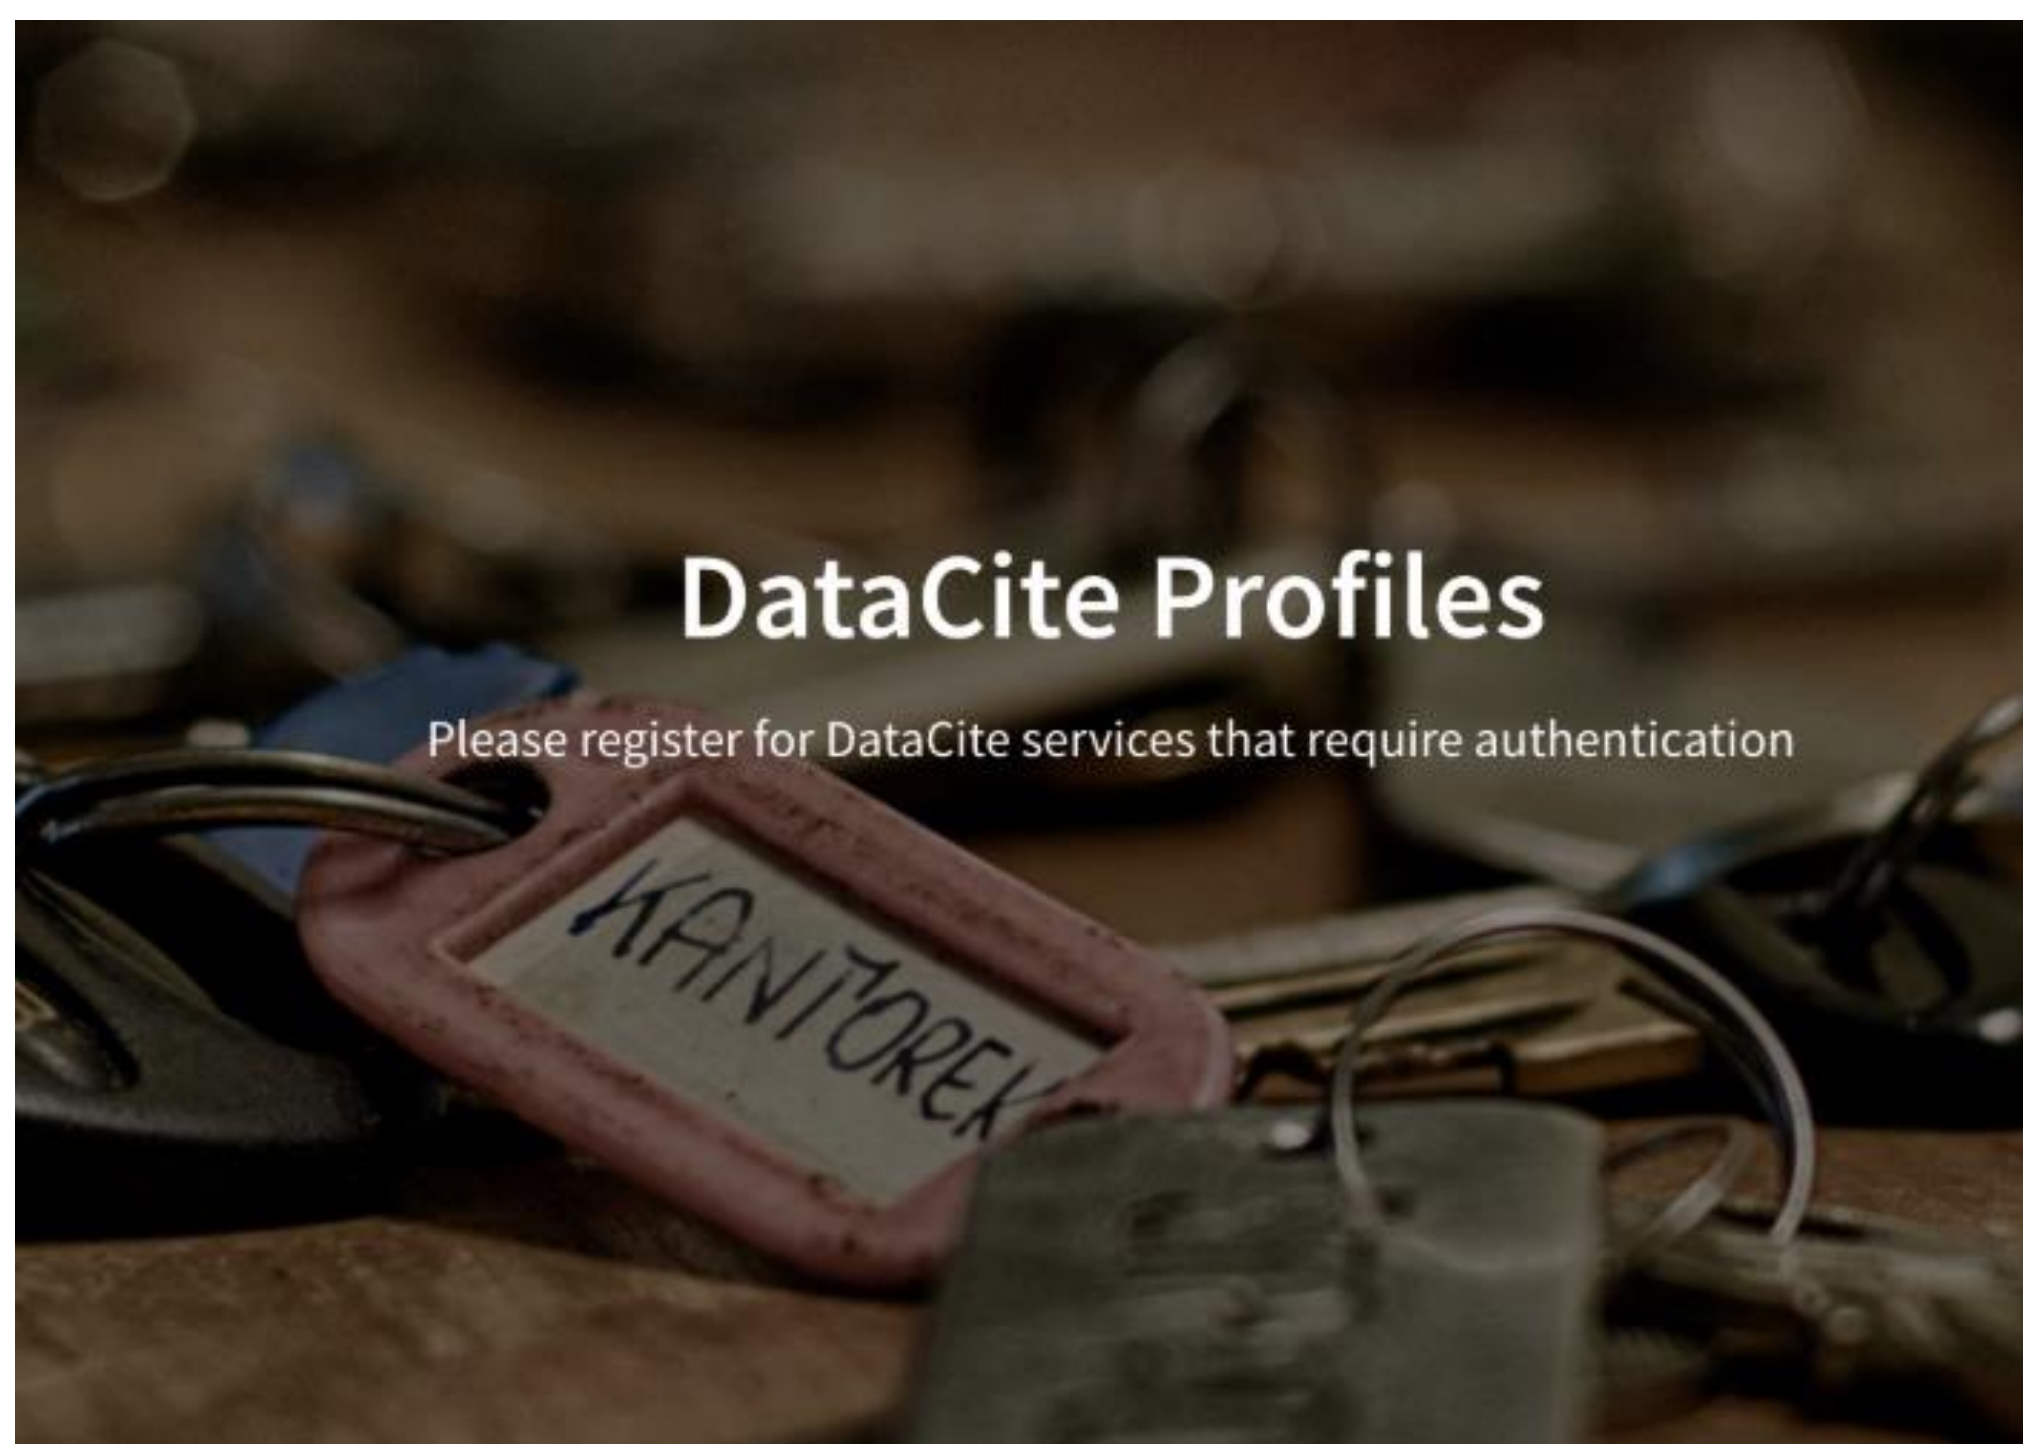 DataCite Profiles
Please register for DataCite services that require authentication
KANTOREK